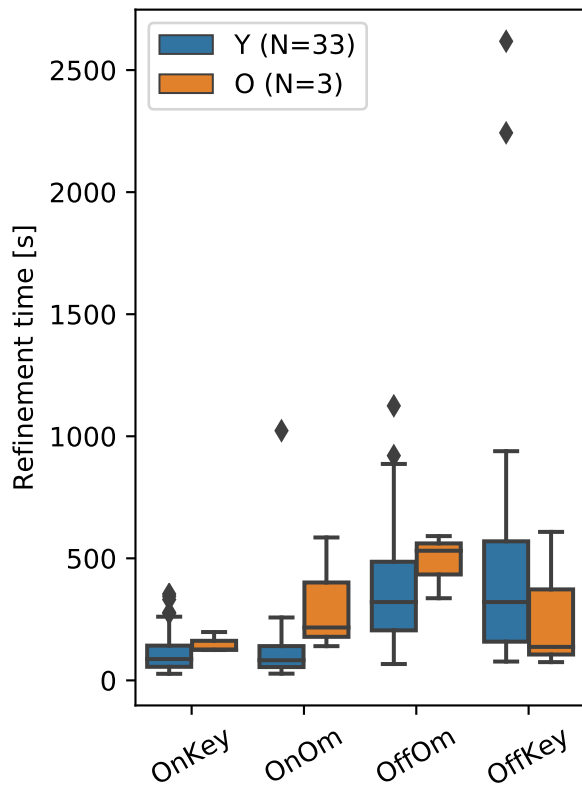 Y (N=33)
O (N=3)
Refinement time [s]
2500
2000
1500
1000
500
0
OnKey
OnOm
OffOm
OffKey